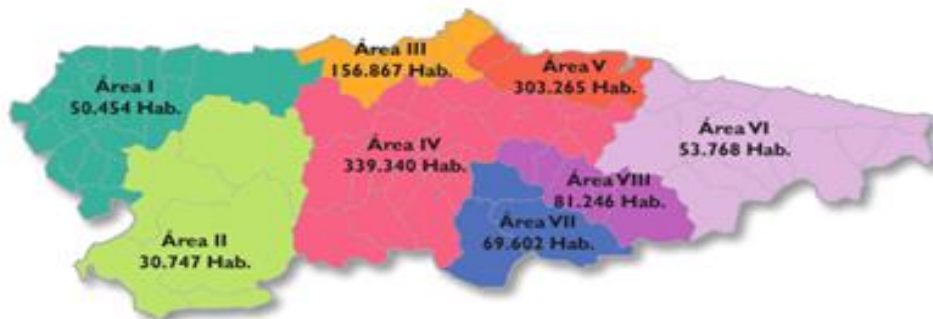 Área I
50.454 Hab.
Área II
30.747 Hab.
Área III
156.867 Hab.
Área IV
339.340 Hab.
Área V
303.265 Hab.
Área VI
53.768 Hab.
Área VII
69.602 Hab.
Área VIII
81.246 Hab.